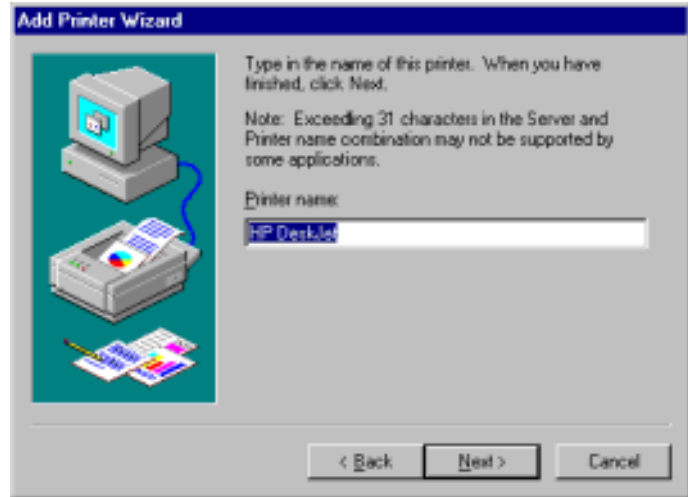 Add Printer Wizard
Type in the name of this printer. When you have
finished, click Next.
Note: Exceeding 31 characters in the Server and
Printer name combination may not be supported by
some applications.
Printer name:
HP DeskJet
< Back
Next >
Cancel